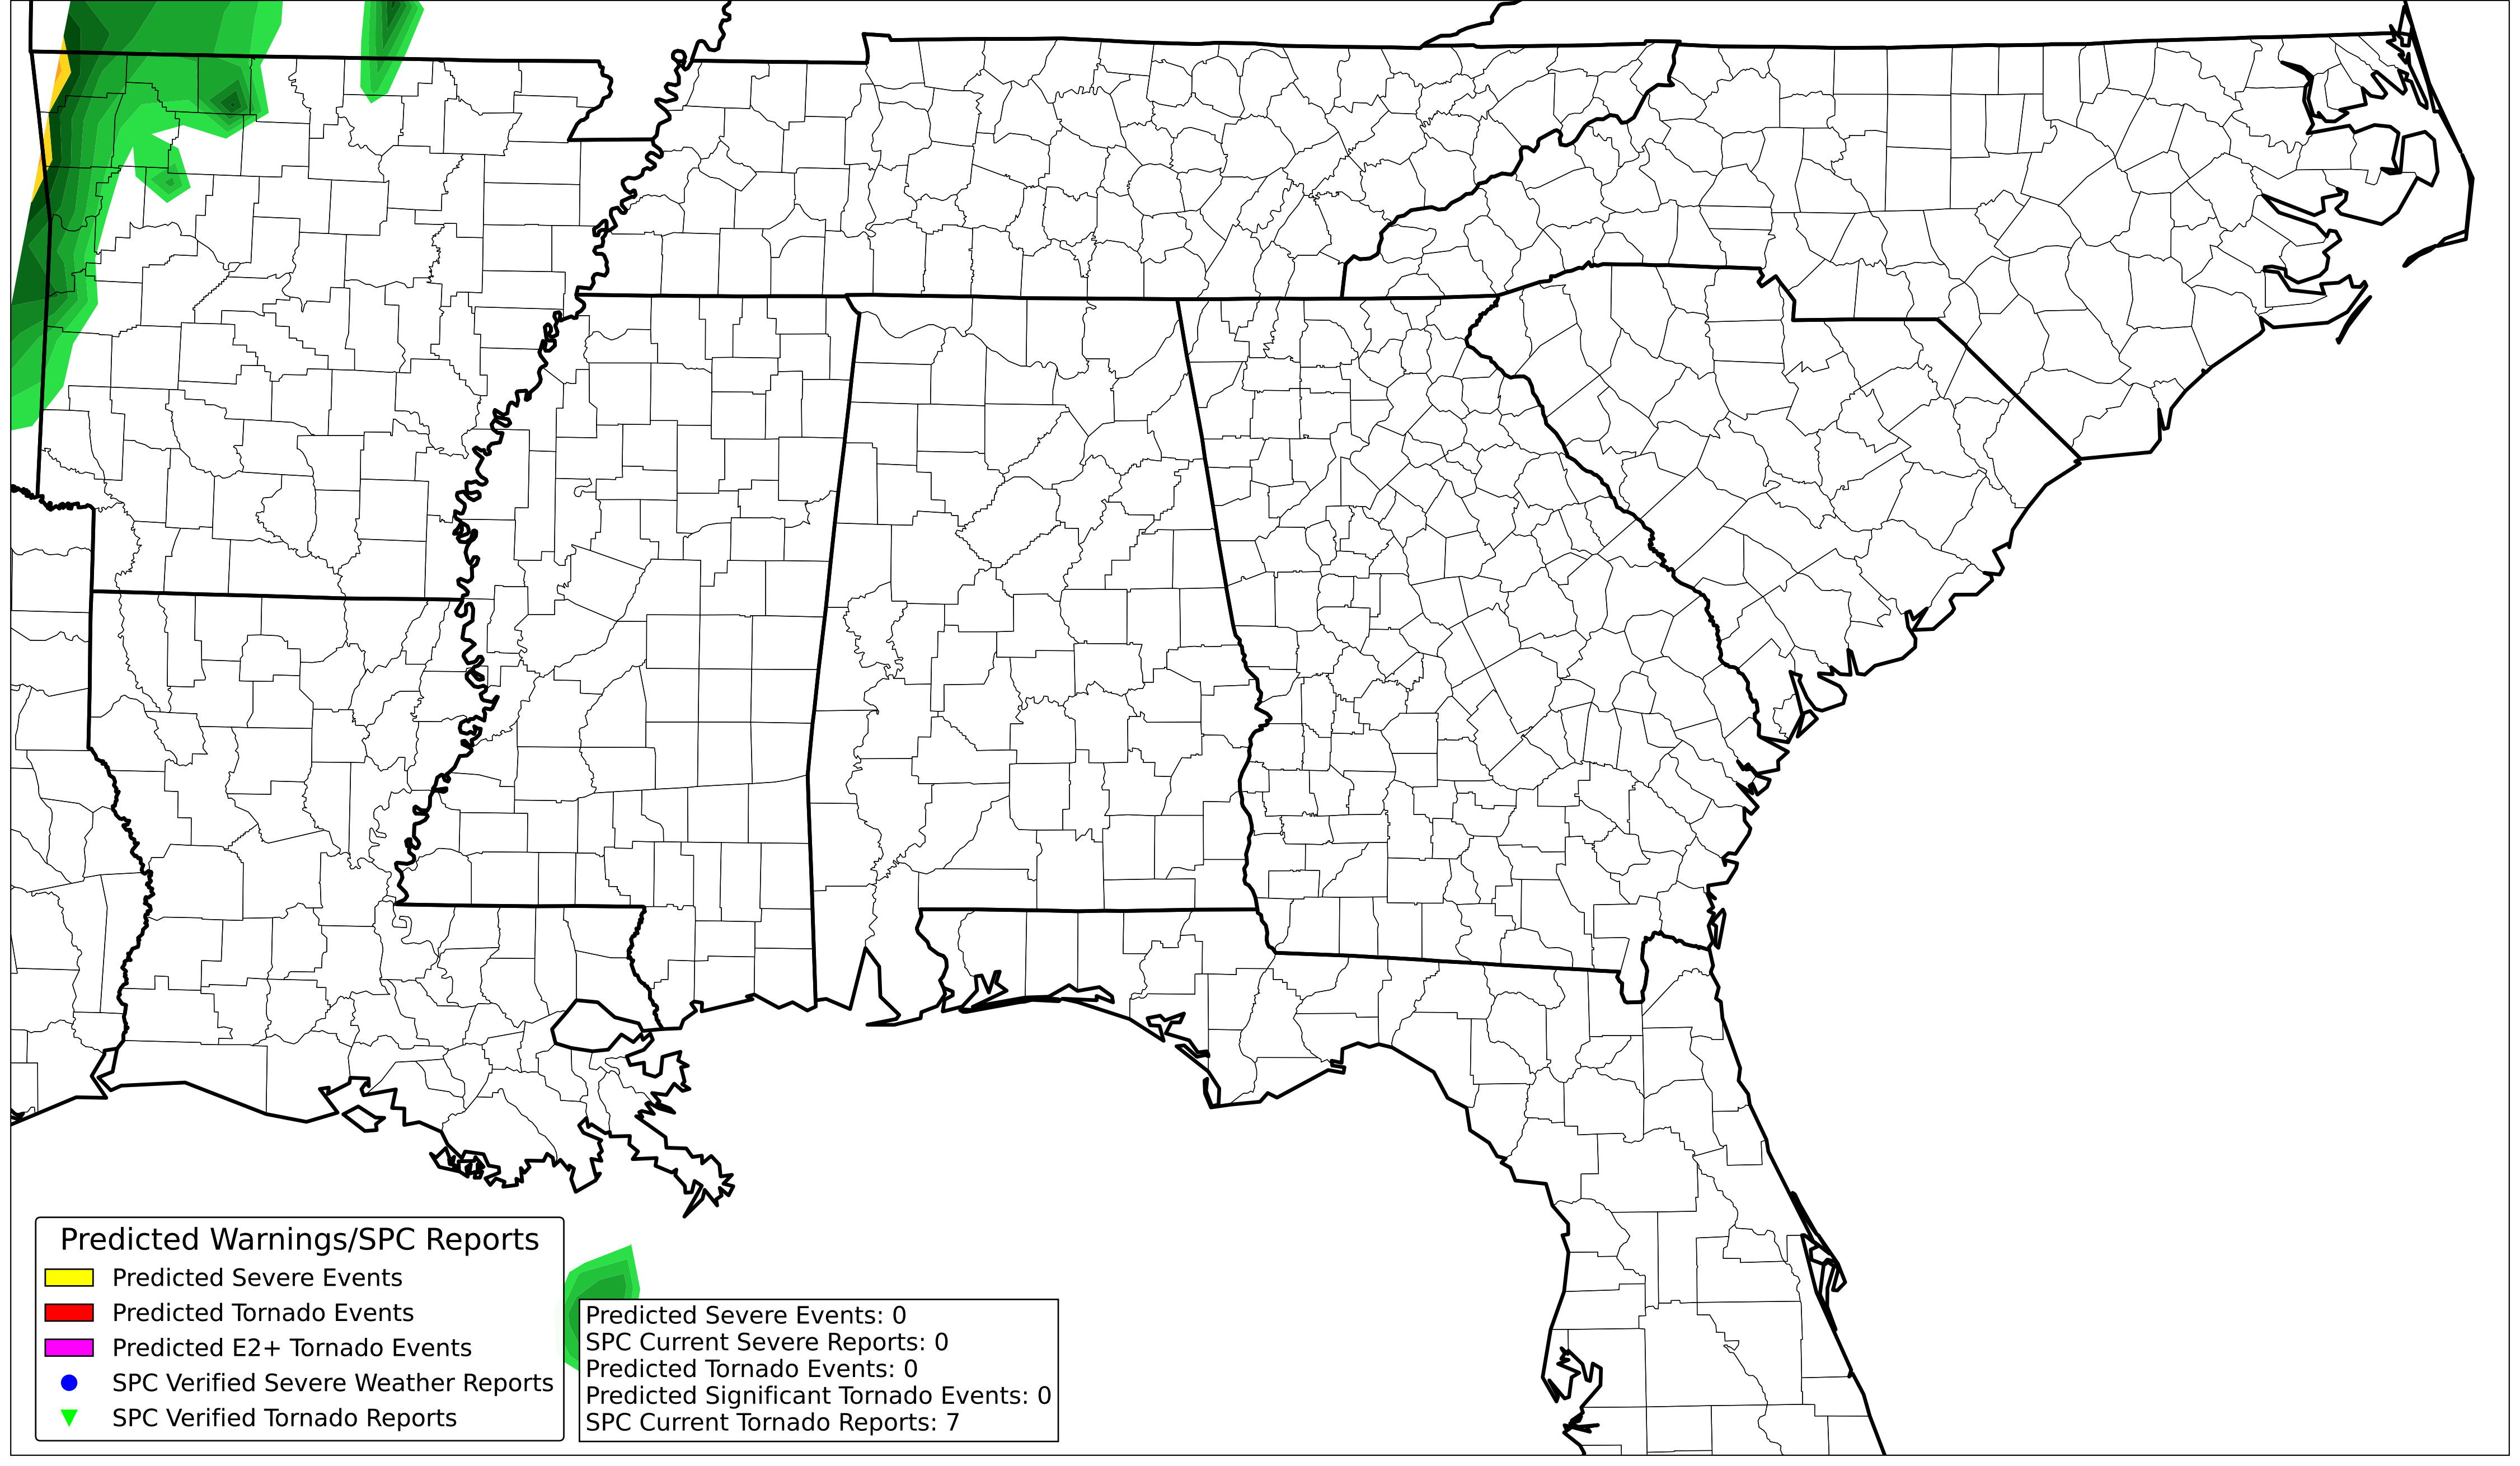 Predicted Warnings/SPC Reports
Predicted Severe Events
Predicted Tornado Events
Predicted E2+ Tornado Events
SPC Verified Severe Weather Reports
SPC Verified Tornado Reports
Predicted Severe Events: 0
SPC Current Severe Reports: 0
Predicted Tornado Events: 0
Predicted Significant Tornado Events: 0
SPC Current Tornado Reports: 7